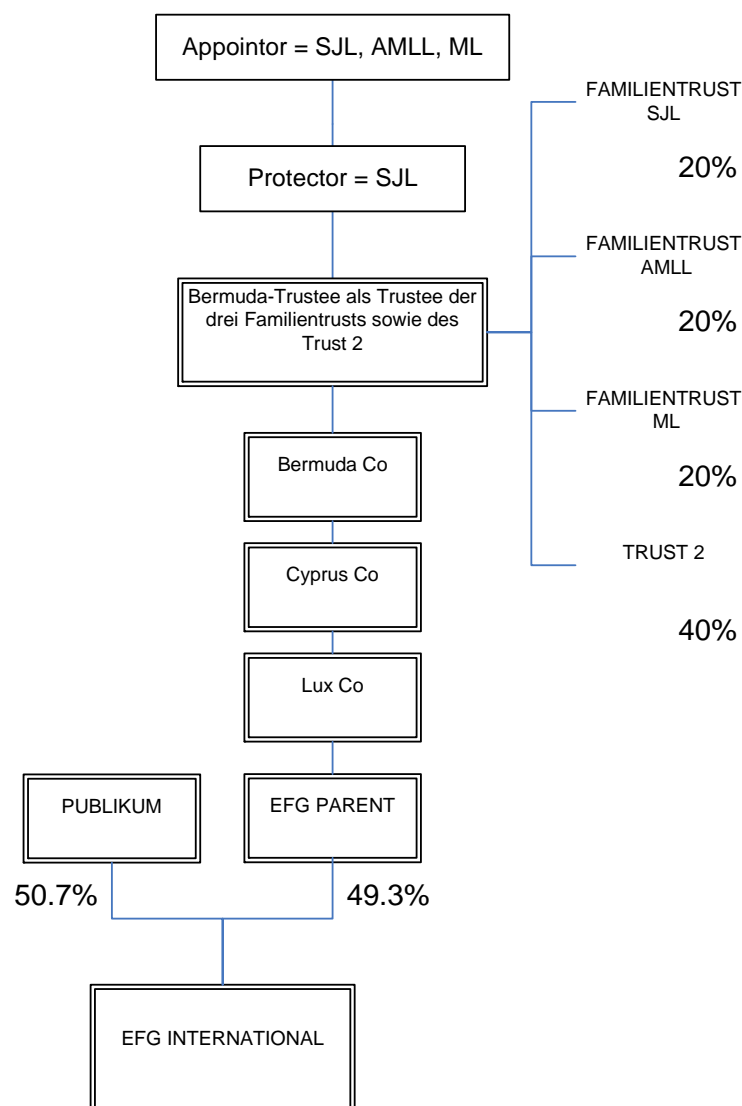 Appointor = SJL, AMLL, ML
Protector = SJL
Bermuda-Trustee als Trustee der
drei Familientrusts sowie des
Trust 2
FAMILIENTRUST
SJL
20%
FAMILIENTRUST
AMLL
20%
FAMILIENTRUST
ML
20%
TRUST 2
40%
Bermuda Co
Cyprus Co
Lux Co
PUBLIKUM
EFG PARENT
50.7%
49.3%
EFG INTERNATIONAL